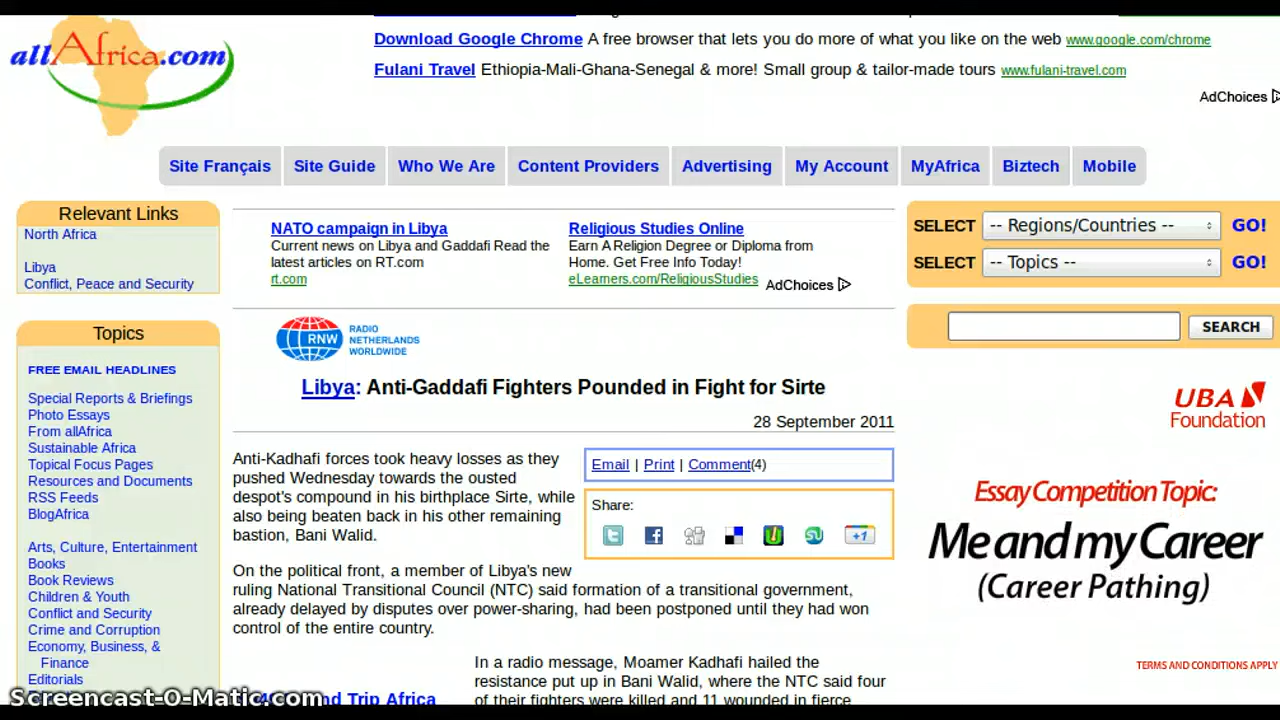 allAfrica.com
Download Google Chrome A free browser that lets you do more of what you like on the web www.google.com/chrome
Fulani Travel Ethiopia-Mali-Ghana-Senegal & more! Small group & tailor-made tours www.fulani-travel.com
AdChoices
Site Français Site Guide Who We Are Content Providers Advertising My Account MyAfrica Biztech Mobile
Relevant Links
North Africa
Libya
Conflict, Peace and Security
Topics
FREE EMAIL HEADLINES
Special Reports & Briefings
Photo Essays
From allAfrica
Sustainable Africa
Topical Focus Pages
Resources and Documents
RSS Feeds
BlogAfrica
Arts, Culture, Entertainment
Books
Book Reviews
Children & Youth
Conflict and Security
Crime and Corruption
Economy, Business, &
Finance
Editorials
NATO campaign in Libya
Current news on Libya and Gaddafi Read the
latest articles on RT.com
rt.com
Religious Studies Online
Earn A Religion Degree or Diploma from
Home. Get Free Info Today!
eLearners.com/ReligiousStudies
AdChoices
RNW RADIO
NETHERLANDS
WORLDWIDE
Libya: Anti-Gaddafi Fighters Pounded in Fight for Sirte
28 September 2011
Anti-Kadhafi forces took heavy losses as they
pushed Wednesday towards the ousted
despot's compound in his birthplace Sirte, while
also being beaten back in his other remaining
bastion, Bani Walid.
Email | Print | Comment(4)
Share:
+1
On the political front, a member of Libya's new
ruling National Transitional Council (NTC) said formation of a transitional government,
already delayed by disputes over power-sharing, had been postponed until they had won
control of the entire country.
In a radio message, Moamer Kadhafi hailed the
resistance put up in Bani Walid, where the NTC said four
of their fighters were killed and 11 wounded in fierce
Trip Africa
SELECT -- Regions/Countries -- GO!
SELECT -- Topics -- GO!
SEARCH
UBA
Foundation
Essay Competition Topic:
Me and my Career
(Career Pathing)
TERMS AND CONDITIONS APPLY
Screencast-O-Matic.com